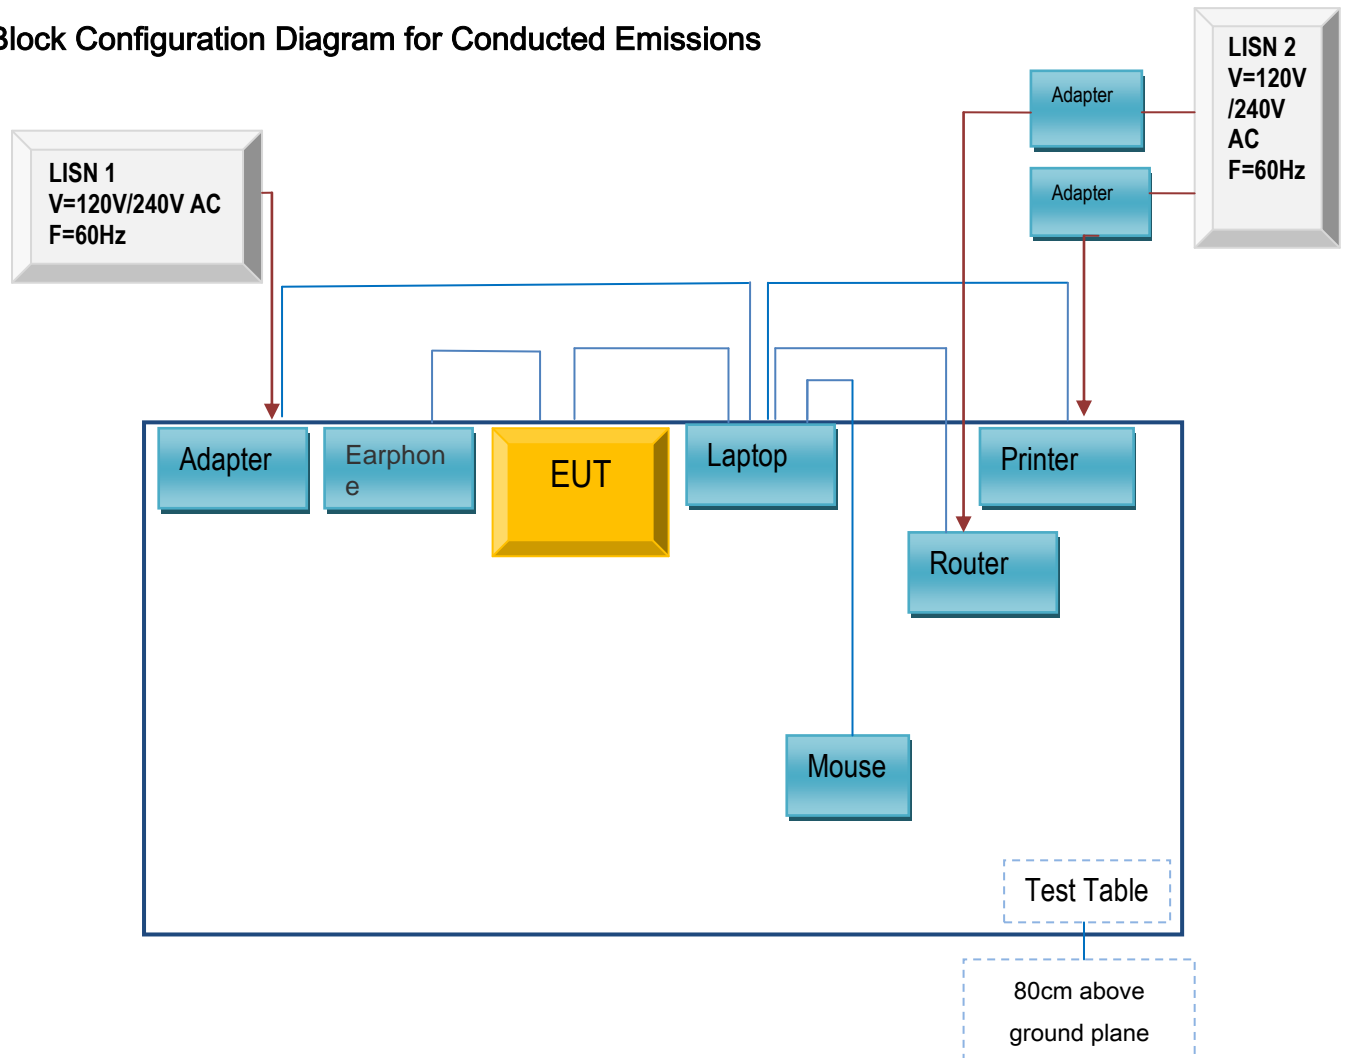 Block Configuration Diagram for Conducted Emissions
LISN 1
V=120V/240V AC
F=60Hz
Adapter
Adapter
LISN 2
V=120V
/240V
AC
F=60Hz
Adapter
Earphon
e
EUT
Laptop
Printer
Router
Mouse
Test Table
80cm above
ground plane